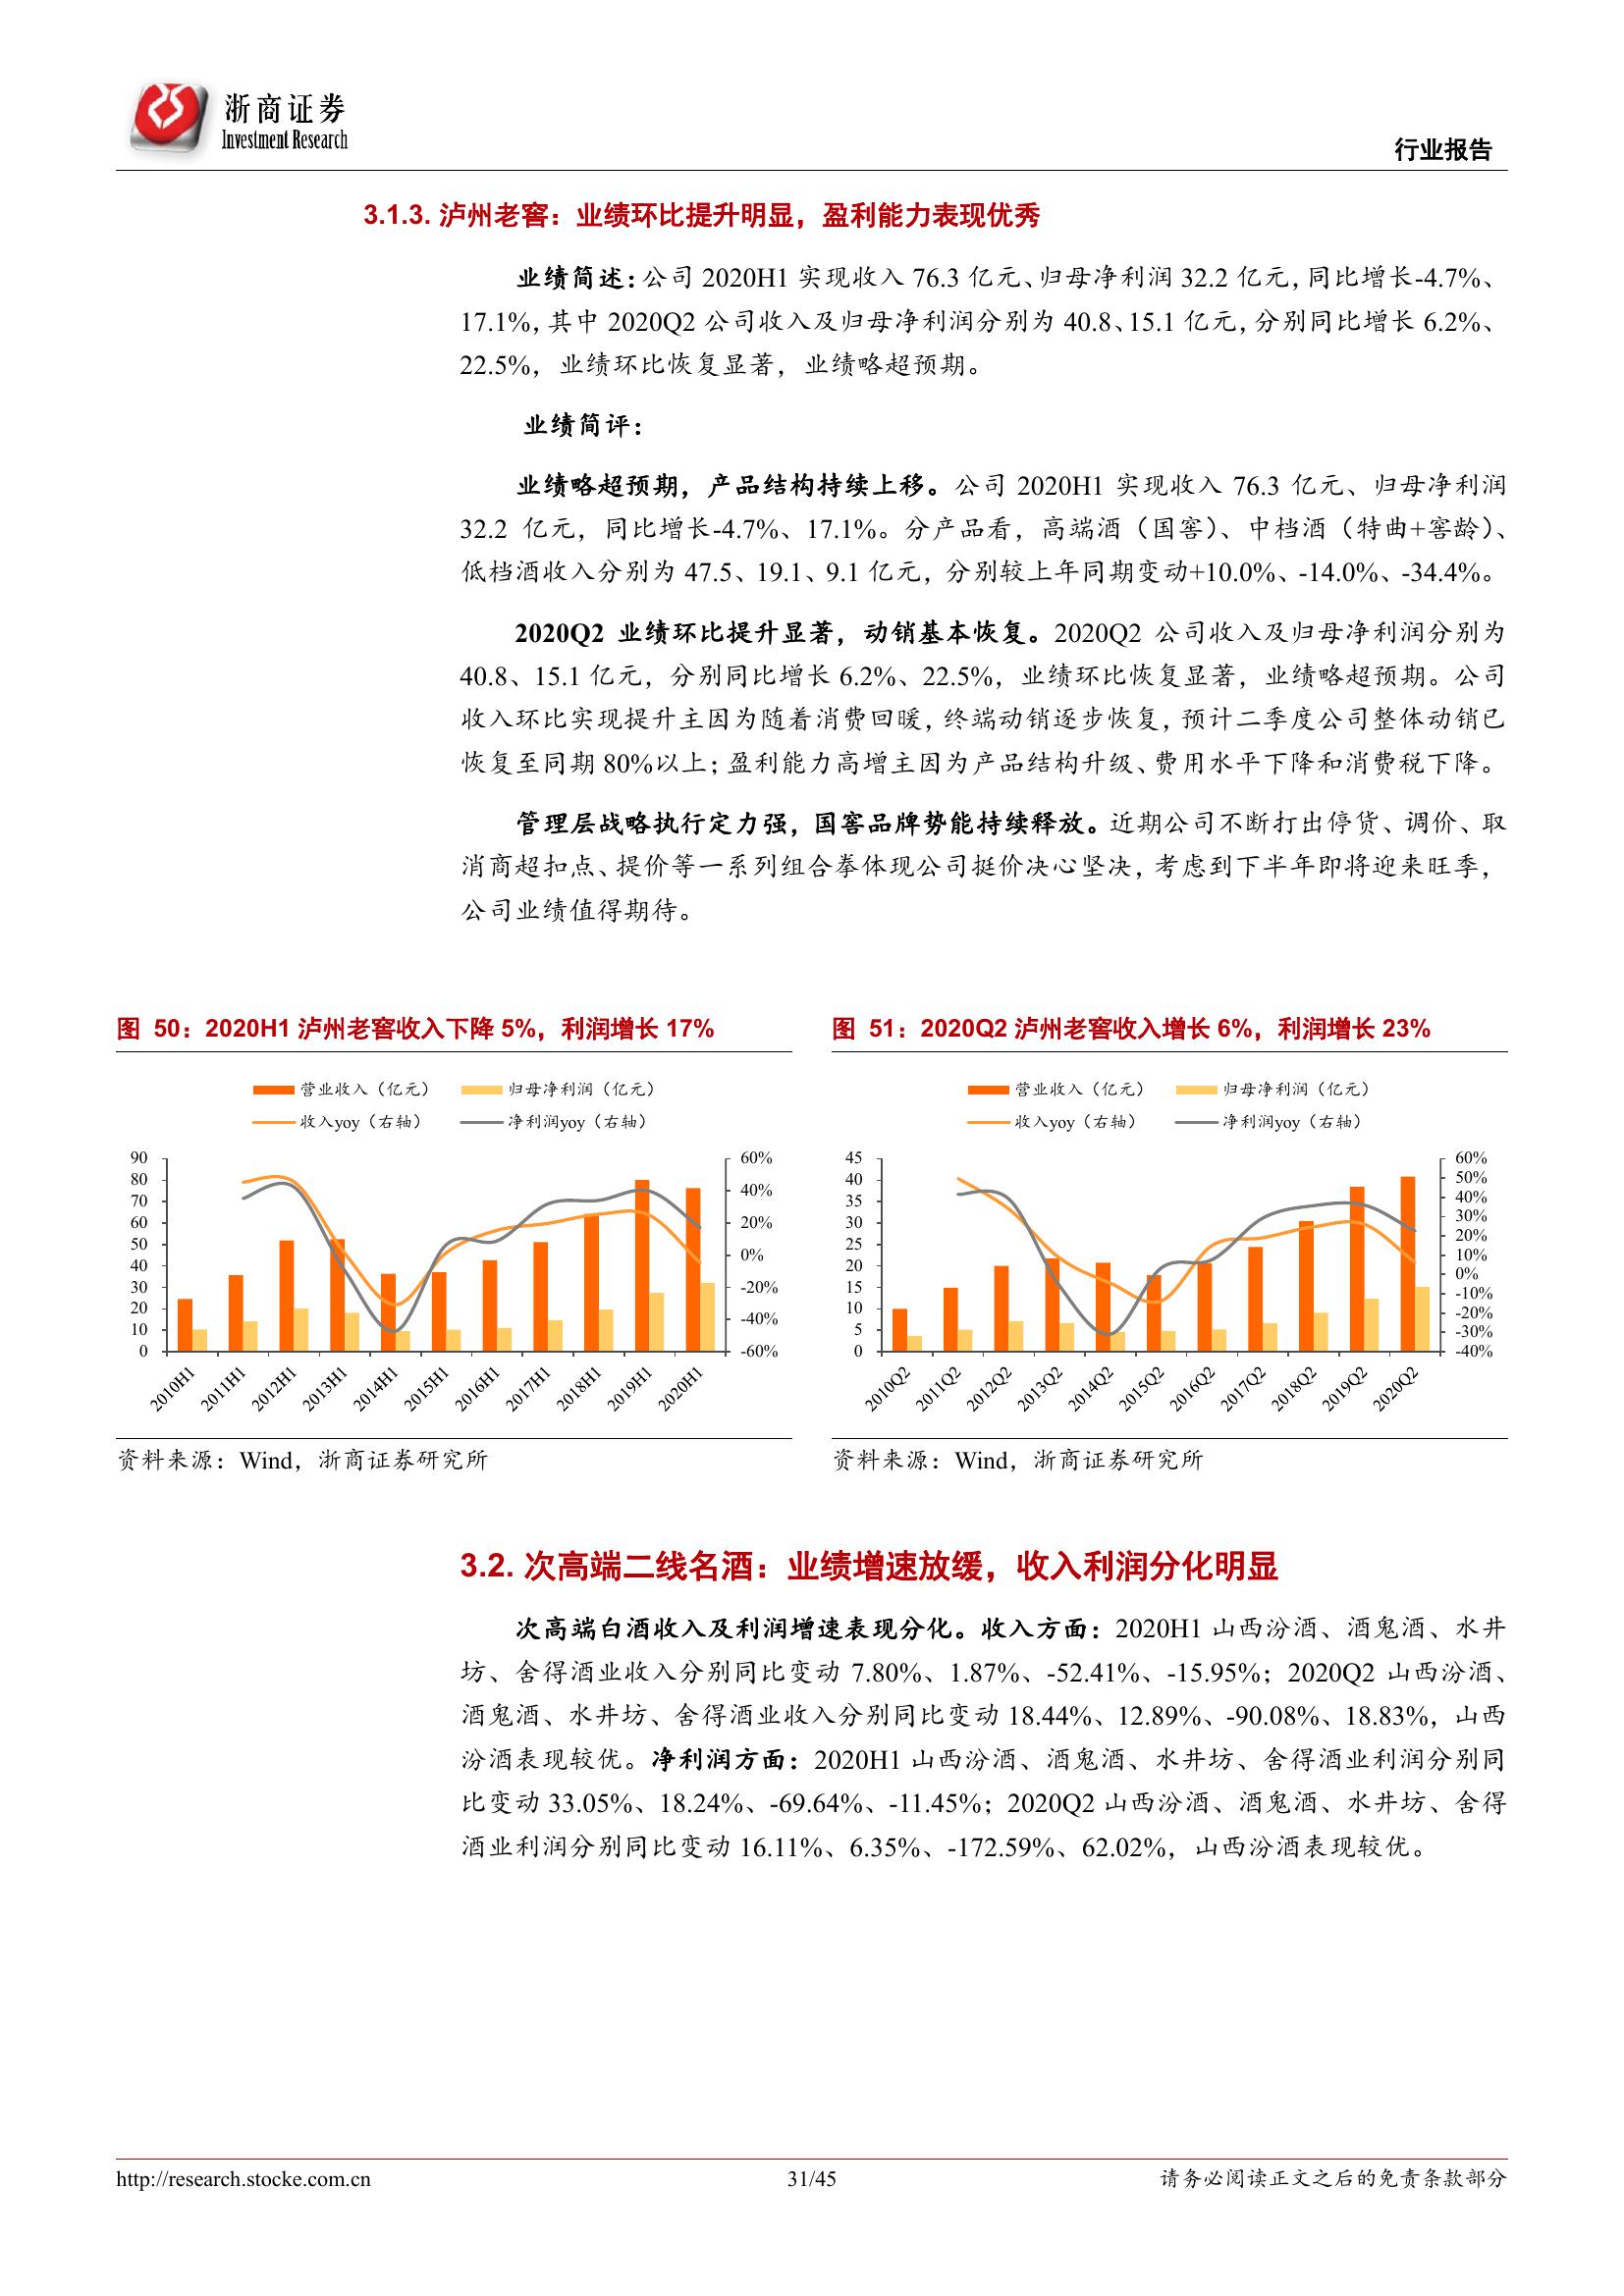 浙商证券
Investment Research
行业报告
3.1.3. 泸州老窖：业绩环比提升明显，盈利能力表现优秀
业绩简述：公司 2020H1 实现收入 76.3 亿元、归母净利润 32.2 亿元，同比增长-4.7%、
17.1%，其中 2020Q2 公司收入及归母净利润分别为 40.8、15.1 亿元，分别同比增长 6.2%、
22.5%，业绩环比恢复显著，业绩略超预期。
业绩简评：
业绩略超预期，产品结构持续上移。公司 2020H1 实现收入 76.3 亿元、归母净利润
32.2 亿元，同比增长-4.7%、17.1%。分产品看，高端酒（国窖）、中档酒（特曲+窖龄）、
低档酒收入分别为 47.5、19.1、9.1 亿元，分别较上年同期变动+10.0%、-14.0%、-34.4%。
2020Q2 业绩环比提升显著，动销基本恢复。2020Q2 公司收入及归母净利润分别为
40.8、15.1 亿元，分别同比增长 6.2%、22.5%，业绩环比恢复显著，业绩略超预期。公司
收入环比实现提升主因为随着消费回暖，终端动销逐步恢复，预计二季度公司整体动销已
恢复至同期 80%以上；盈利能力高增主因为产品结构升级、费用水平下降和消费税下降。
管理层战略执行定力强，国窖品牌势能持续释放。近期公司不断打出停货、调价、取
消商超扣点、提价等一系列组合拳体现公司挺价决心坚决，考虑到下半年即将迎来旺季，
公司业绩值得期待。
图 50：2020H1 泸州老窖收入下降 5%，利润增长 17%
营业收入（亿元） 归母净利润（亿元）
收入yoy（右轴） 净利润yoy（右轴）
90 60%
80
70 40%
60 20%
50
40 0%
30 -20%
20
10 -40%
0 -60%
2010H1 2011H1 2012H1 2013H1 2014H1 2015H1 2016H1 2017H1 2018H1 2019H1 2020H1
资料来源：Wind，浙商证券研究所
图 51：2020Q2 泸州老窖收入增长 6%，利润增长 23%
营业收入（亿元） 归母净利润（亿元）
收入yoy（右轴） 净利润yoy（右轴）
45 60%
40 50%
35 40%
30 30%
25 20%
20 10%
15 0%
10 -10%
5 -20%
0 -30%
-40%
2010Q2 2011Q2 2012Q2 2013Q2 2014Q2 2015Q2 2016Q2 2017Q2 2018Q2 2019Q2 2020Q2
资料来源：Wind，浙商证券研究所
3.2. 次高端二线名酒：业绩增速放缓，收入利润分化明显
次高端白酒收入及利润增速表现分化。收入方面：2020H1 山西汾酒、酒鬼酒、水井
坊、舍得酒业收入分别同比变动 7.80%、1.87%、-52.41%、-15.95%；2020Q2 山西汾酒、
酒鬼酒、水井坊、舍得酒业收入分别同比变动 18.44%、12.89%、-90.08%、18.83%，山西
汾酒表现较优。净利润方面：2020H1 山西汾酒、酒鬼酒、水井坊、舍得酒业利润分别同
比变动 33.05%、18.24%、-69.64%、-11.45%；2020Q2 山西汾酒、酒鬼酒、水井坊、舍得
酒业利润分别同比变动 16.11%、6.35%、-172.59%、62.02%，山西汾酒表现较优。
http://research.stocke.com.cn
31/45
请务必阅读正文之后的免责条款部分